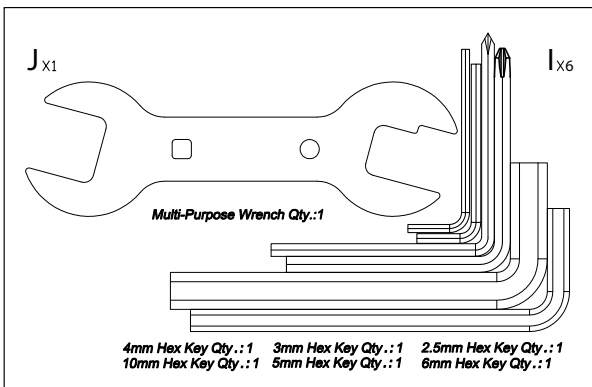 J X1
I X6
Multi-Purpose Wrench Qty.:1
4mm Hex Key Qty.:1 3mm Hex Key Qty.:1 2.5mm Hex Key Qty.:1
10mm Hex Key Qty.:1 5mm Hex Key Qty.:1 6mm Hex Key Qty.:1